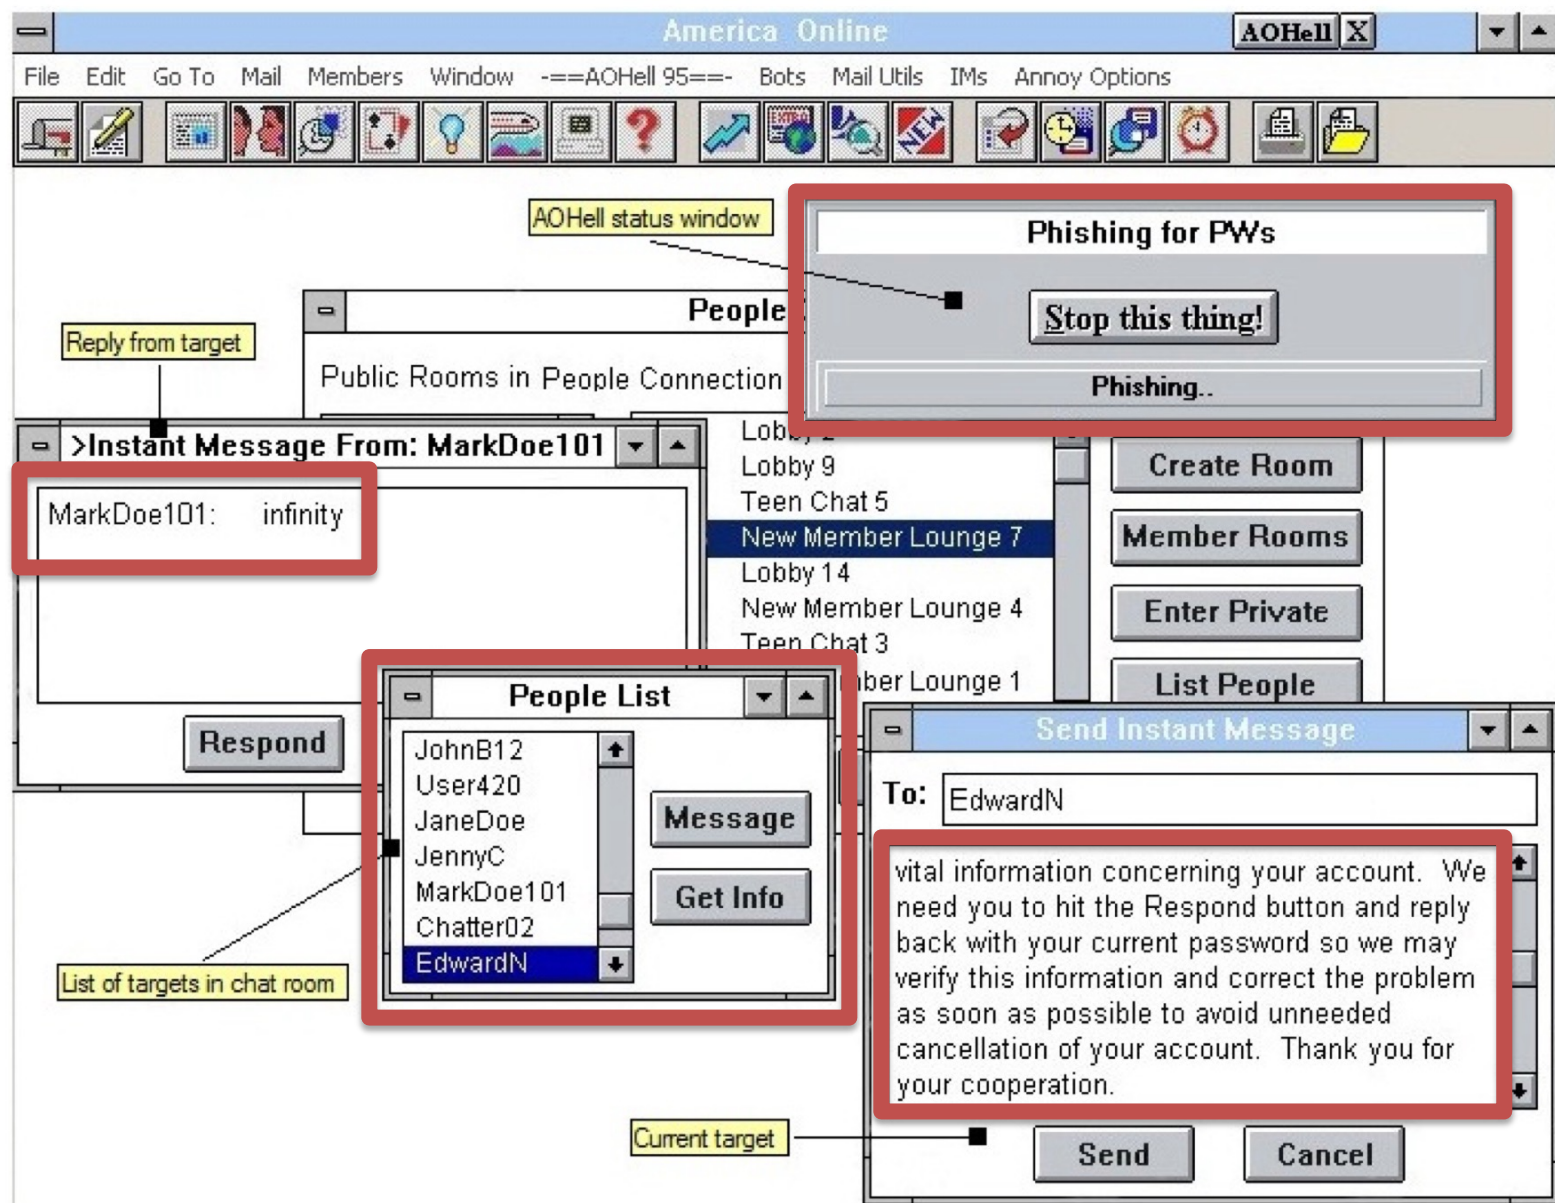 America Online
AOHell X
File Edit Go To Mail Members Window -==AOHell 95==- Bots Mail Utils IMs Annoy Options
EXTRA
NEW
AOHell status window
Phishing for PWs
Stop this thing!
Phishing..
People
Reply from target
Public Rooms in People Connection
>Instant Message From: MarkDoe101
MarkDoe101: infinity
Respond
Lobby 2
Lobby 9
Teen Chat 5
New Member Lounge 7
Lobby 14
New Member Lounge 4
Teen Chat 3
ber Lounge 1
Create Room
Member Rooms
Enter Private
List People
People List
JohnB12
User420
JaneDoe
JennyC
MarkDoe101
Chatter02
EdwardN
Message
Get Info
List of targets in chat room
Send Instant Message
To: EdwardN
vital information concerning your account. We
need you to hit the Respond button and reply
back with your current password so we may
verify this information and correct the problem
as soon as possible to avoid unneeded
cancellation of your account. Thank you for
your cooperation.
Current target
Send
Cancel